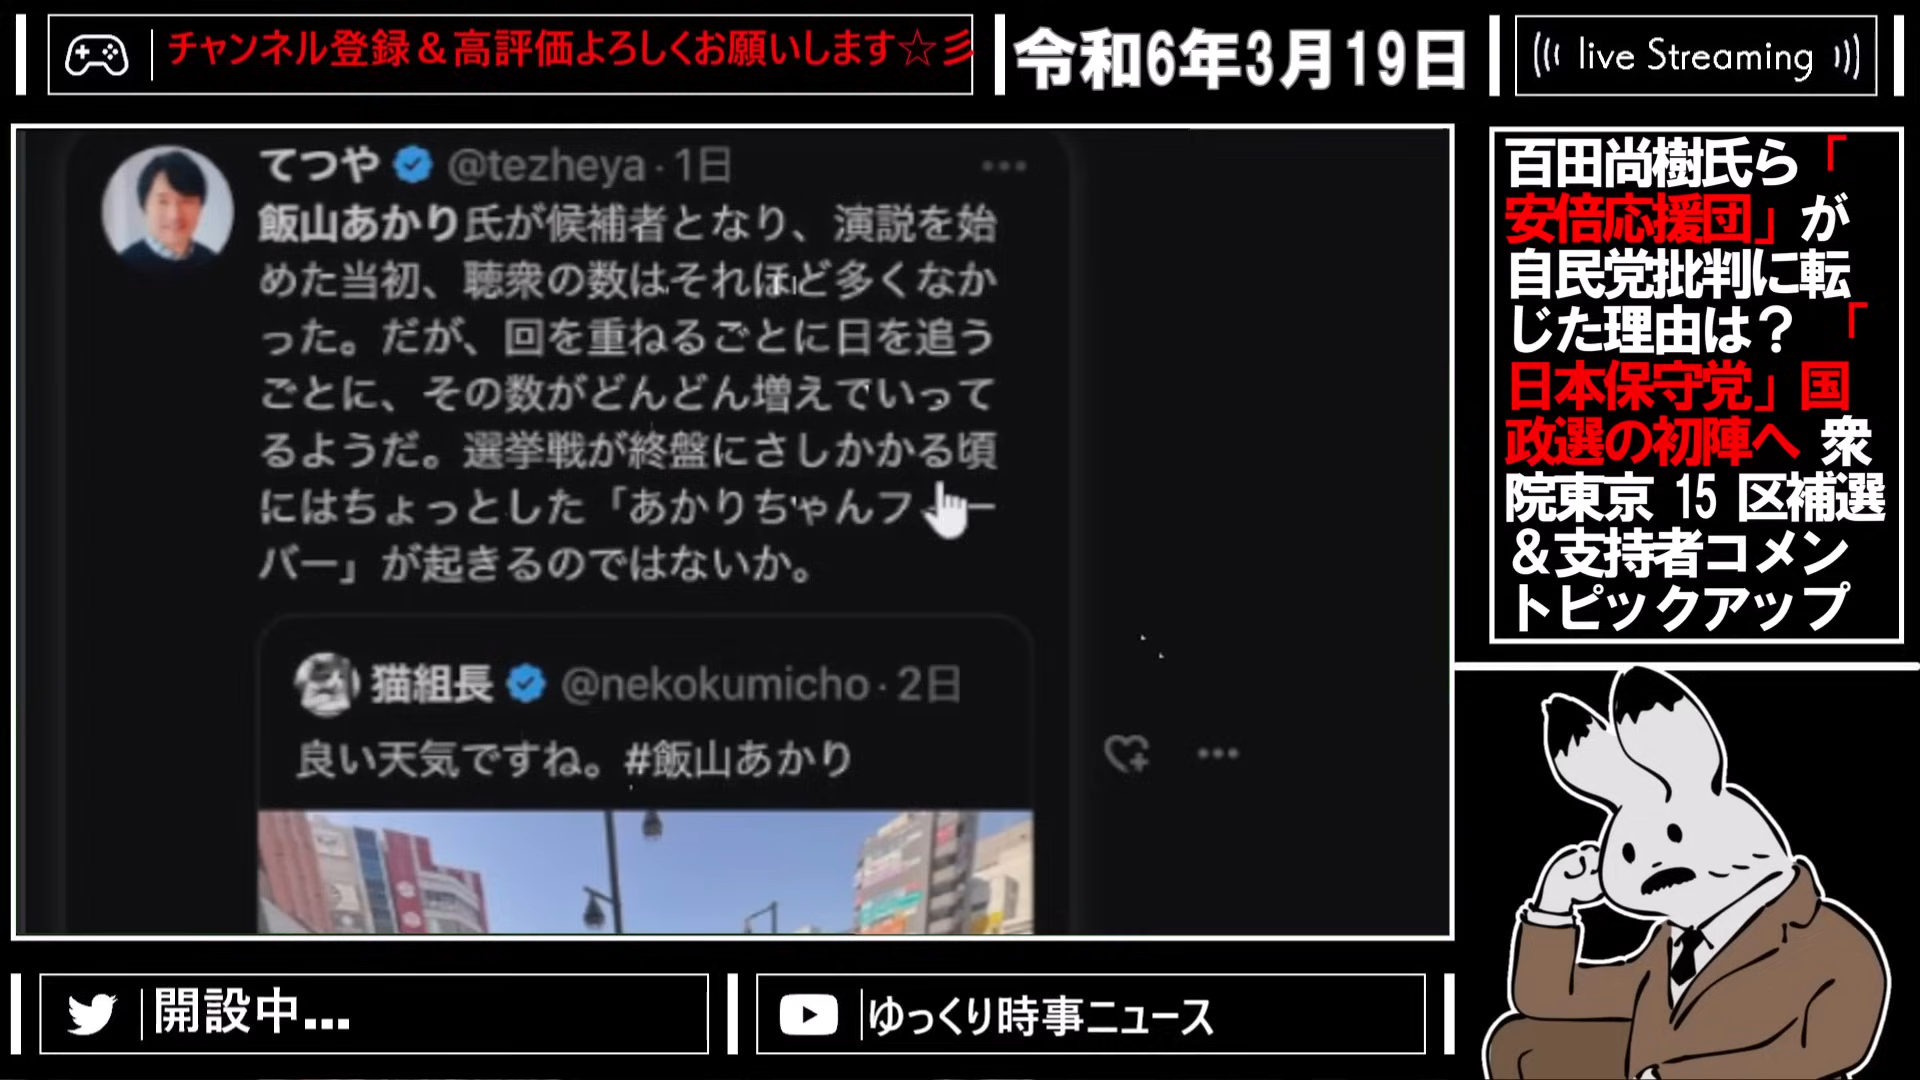 チャンネル登録＆高評価よろしくお願いします☆彡
令和6年3月19日
live Streaming
てつや @tezheya · 1日
飯山あかり氏が候補者となり、演説を始
めた当初、聴衆の数はそれほど多くなか
った。だが、回を重ねるごとに日を追う
ごとに、その数がどんどん増えていって
るようだ。選挙戦が終盤にさしかかる頃
にはちょっとした「あかりちゃんフィー
バー」が起きるのではないか。
猫組長 @nekokumicho · 2日
良い天気ですね。#飯山あかり
百田尚樹氏ら「
安倍応援団」が
自民党批判に転
じた理由は？「
日本保守党」国
政選の初陣へ 衆
院東京 15 区補選
＆支持者コメン
トピックアップ
開設中...
ゆっくり時事ニュース